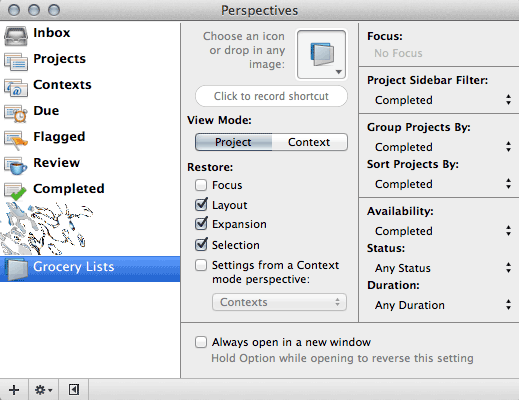 Perspectives
Inbox
Projects
Contexts
Due
Flagged
Review
Completed
Grocery Lists
Choose an icon
or drop in any
image:
Click to record shortcut
View Mode:
Project Context
Restore:
Focus
Layout
Expansion
Selection
Settings from a Context
mode perspective:
Contexts
Focus:
No Focus
Project Sidebar Filter:
Completed
Group Projects By:
Completed
Sort Projects By:
Completed
Availability:
Completed
Status:
Any Status
Duration:
Any Duration
Always open in a new window
Hold Option while opening to reverse this setting